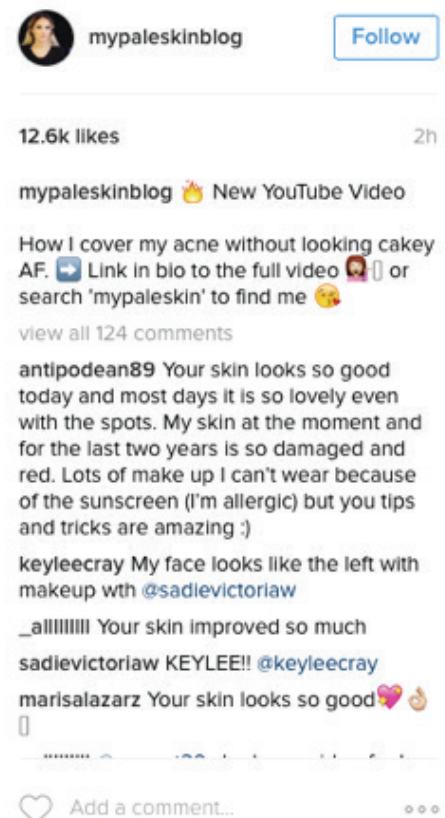 mypaleskinblog
Follow
12.6k likes
2h
mypaleskinblog 🔥 New YouTube Video
How I cover my acne without looking cakey
AF. ➡️ Link in bio to the full video 💁 or
search 'mypaleskin' to find me 😘
view all 124 comments
antipodean89 Your skin looks so good
today and most days it is so lovely even
with the spots. My skin at the moment and
for the last two years is so damaged and
red. Lots of make up I can't wear because
of the sunscreen (I'm allergic) but you tips
and tricks are amazing :)
keyleecray My face looks like the left with
makeup wth @sadievictoriaw
Your skin improved so much
sadievictoriaw KEYLEE!! @keyleecray
marisalazarz Your skin looks so good💖👌
Add a comment...